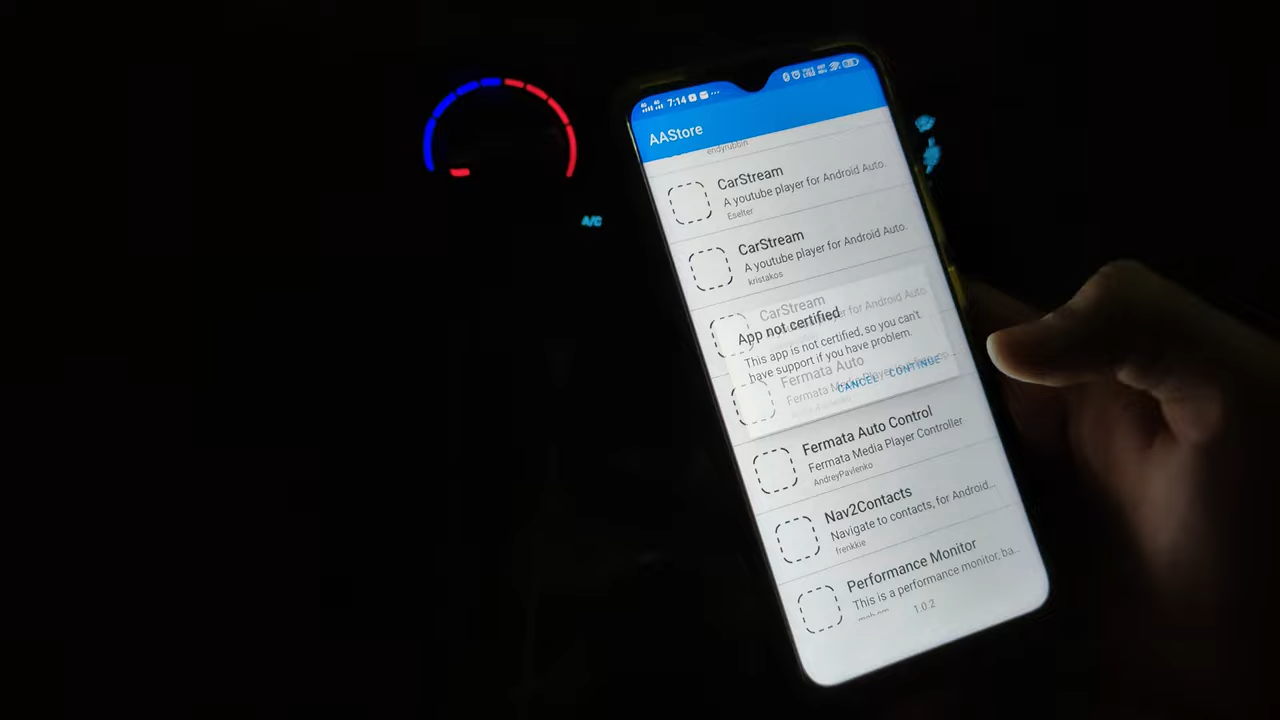 7:14
AAStore
endyrubbin
CarStream
A youtube player for Android Auto.
Eselter
CarStream
A youtube player for Android Auto.
kristakos
CarStream
player for Android Auto.
App not certified
This app is not certified, so you can't
have support if you have problem.
CANCEL CONTINUE
Fermata Auto
Fermata Media Player
Fermata Auto Control
Fermata Media Player Controller
AndreyPavlenko
Nav2Contacts
Navigate to contacts, for Android...
frenkkie
Performance Monitor
This is a performance monitor, ba...
1.0.2
A/C